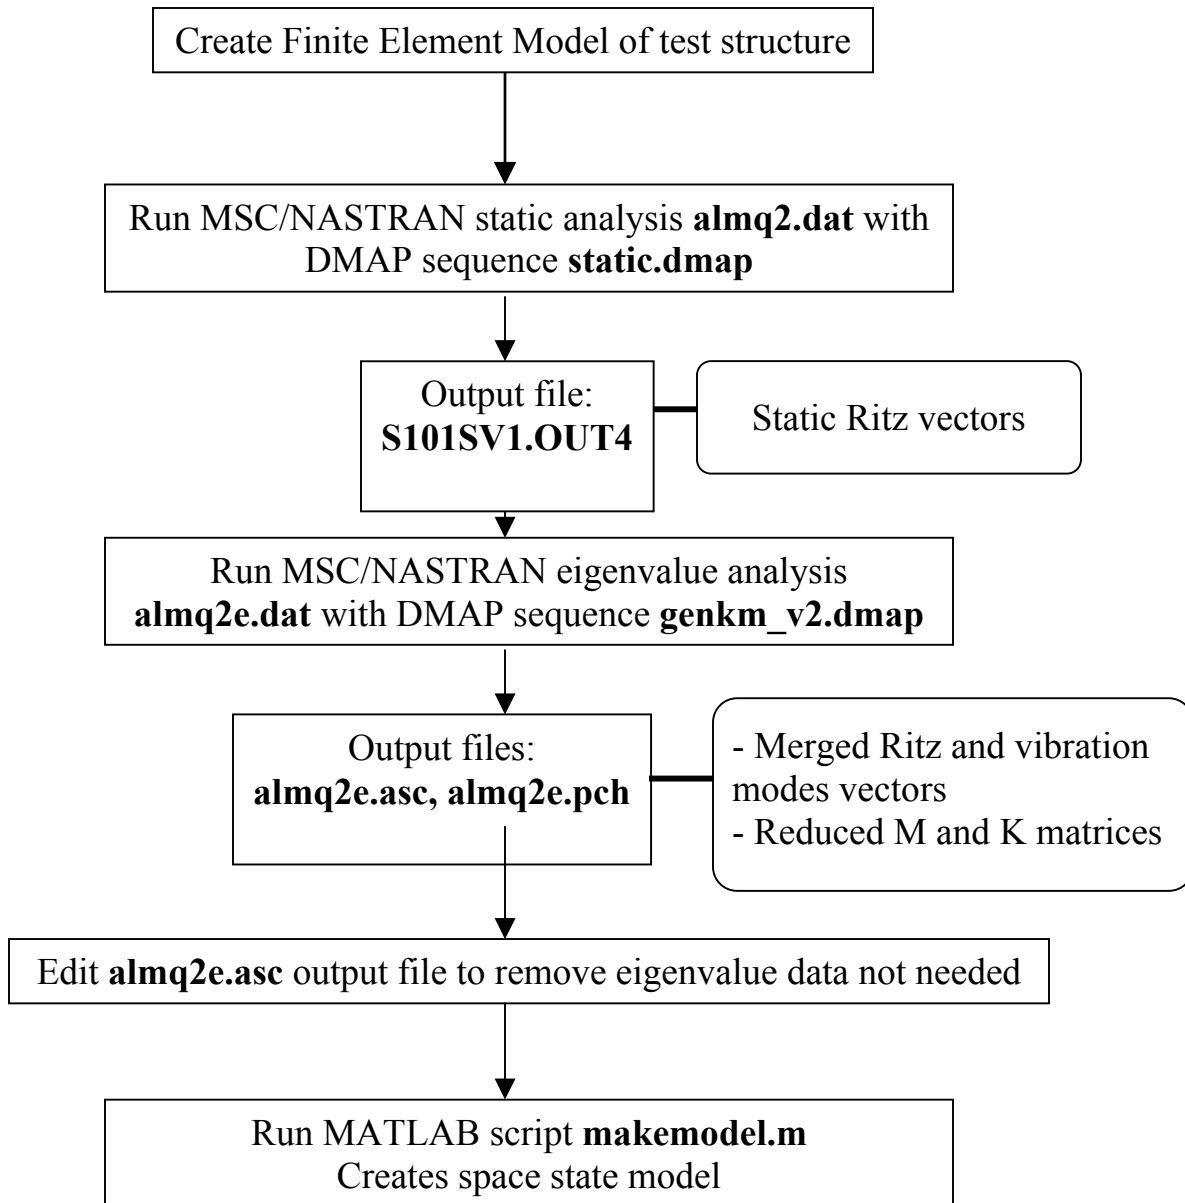 Create Finite Element Model of test structure
Run MSC/NASTRAN static analysis almq2.dat with
DMAP sequence static.dmap
Output file:
S101SV1.OUT4
Static Ritz vectors
Run MSC/NASTRAN eigenvalue analysis
almq2e.dat with DMAP sequence genkm_v2.dmap
Output files:
almq2e.asc, almq2e.pch
- Merged Ritz and vibration
modes vectors
- Reduced M and K matrices
Edit almq2e.asc output file to remove eigenvalue data not needed
Run MATLAB script makemodel.m
Creates space state model